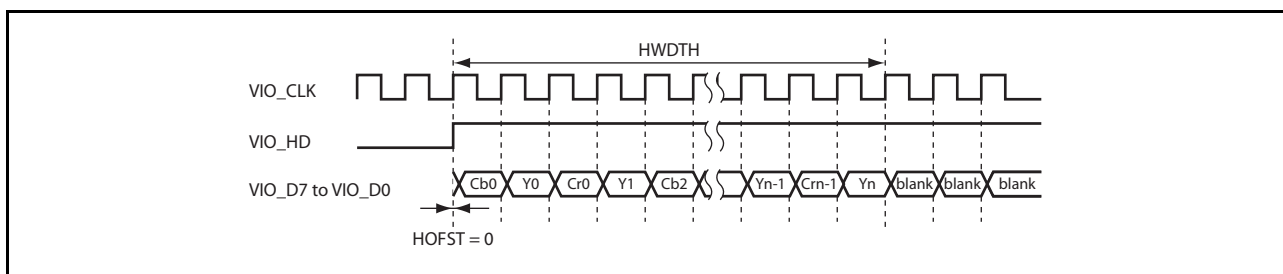 HWDTH
VIO_CLK
VIO_HD
VIO_D7 to VIO_D0 Cb0 Y0 Cr0 Y1 Cb2 Yn-1 Crn-1 Yn blank blank blank
HOFST = 0